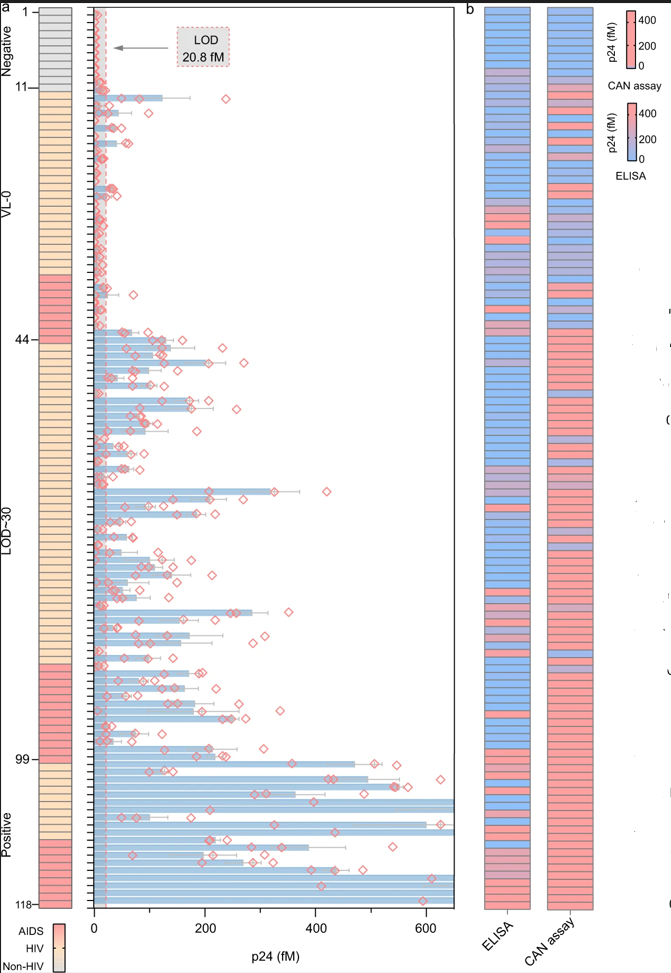 a
b
1
Negative
11
VL-0
44
LOD~30
99
Positive
118
LOD
20.8 fM
AIDS
HIV
Non-HIV
0
200
400
600
p24 (fM)
p24 (fM)
400
200
0
CAN assay
p24 (fM)
400
200
0
ELISA
ELISA
CAN assay